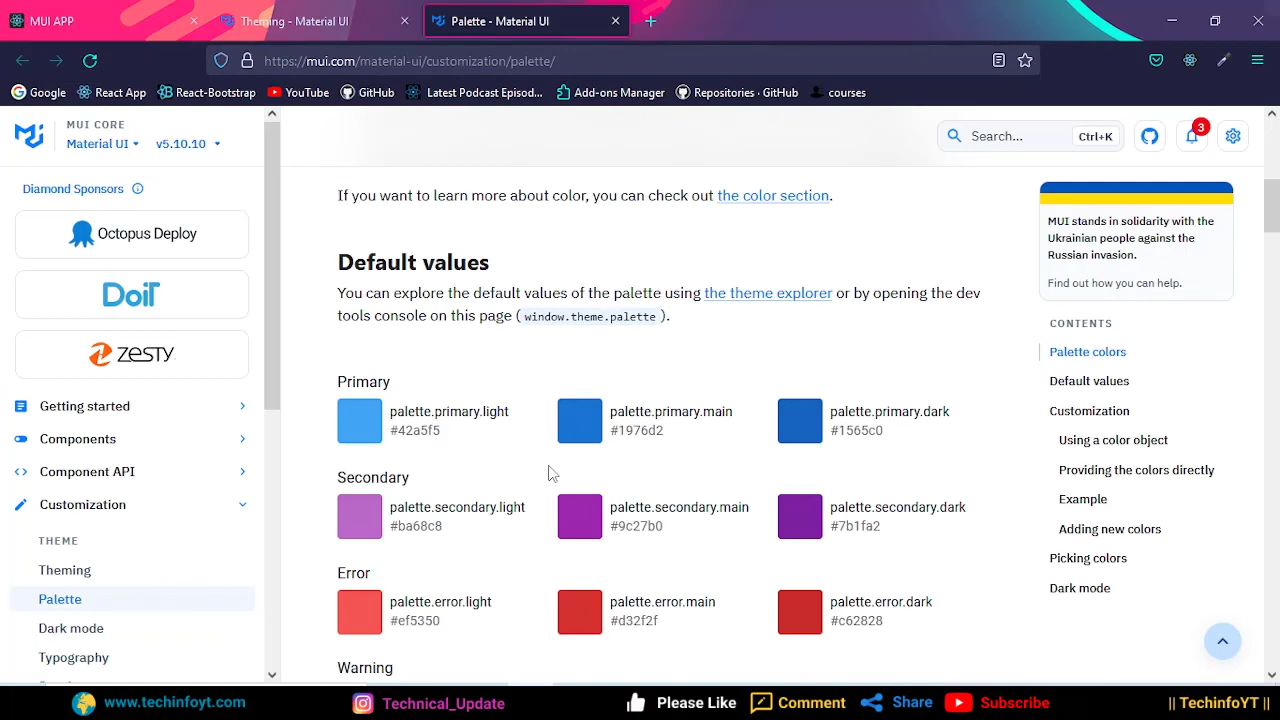 MUI APP
Theming - Material UI
Palette - Material UI
https://mui.com/material-ui/customization/palette/
Google
React App
React-Bootstrap
YouTube
GitHub
Latest Podcast Episod...
Add-ons Manager
Repositories · GitHub
courses
MUI CORE
Material UI
v5.10.10
Search...
Ctrl+K
3
Diamond Sponsors
Octopus Deploy
DoiT
ZESTY
Getting started
Components
Component API
Customization
THEME
Theming
Palette
Dark mode
Typography
If you want to learn more about color, you can check out the color section.
Default values
You can explore the default values of the palette using the theme explorer or by opening the dev
tools console on this page ( window.theme.palette ).
Primary
palette.primary.light
#42a5f5
palette.primary.main
#1976d2
palette.primary.dark
#1565c0
Secondary
palette.secondary.light
#ba68c8
palette.secondary.main
#9c27b0
palette.secondary.dark
#7b1fa2
Error
palette.error.light
#ef5350
palette.error.main
#d32f2f
palette.error.dark
#c62828
Warning
MUI stands in solidarity with the
Ukrainian people against the
Russian invasion.
Find out how you can help.
CONTENTS
Palette colors
Default values
Customization
Using a color object
Providing the colors directly
Example
Adding new colors
Picking colors
Dark mode
www.techinfoyt.com
Technical_Update
Please Like
Comment
Share
Subscribe
|| TechinfoYT ||